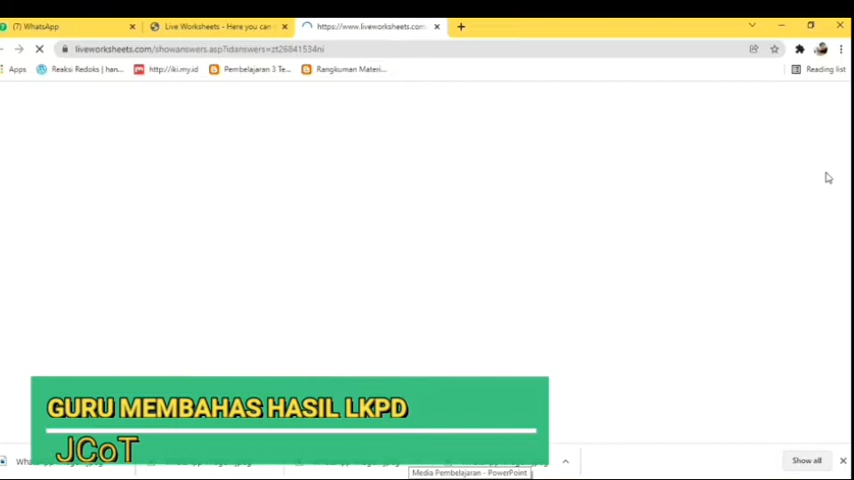 (7) WhatsApp
Live Worksheets - Here you can
https://www.liveworksheets.com
liveworksheets.com/showanswers.asp?idanswers=zt26841534ni
Apps
Reaksi Redoks | han...
http://iki.my.id
Pembelajaran 3 Te...
Rangkuman Materi...
Reading list
GURU MEMBAHAS HASIL LKPD
JCoT
Show all
Media Pembelajaran - PowerPoint